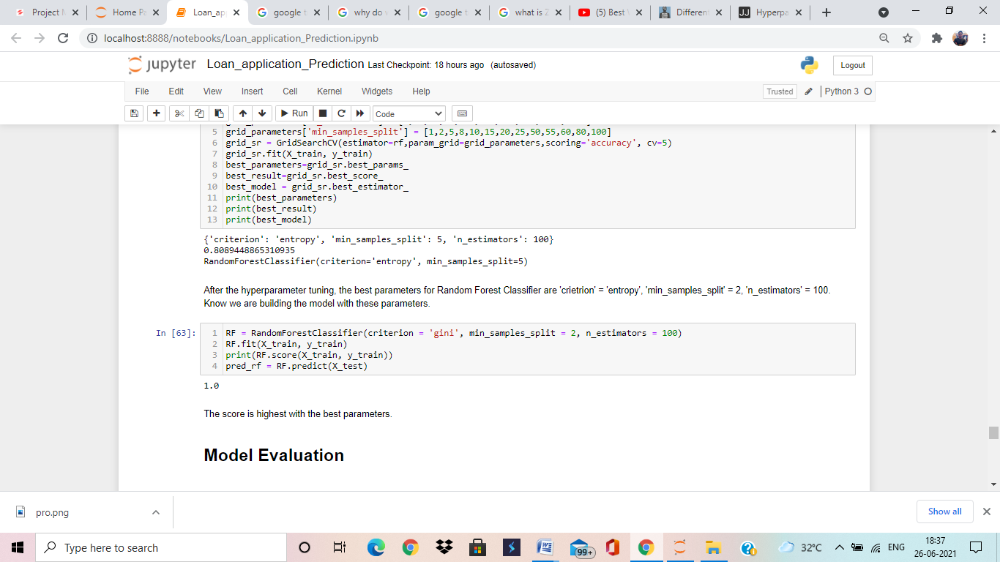 Project M
Home Pa
Loan_ap
google t
why do
google t
what is Z
(5) Best
Differen
JJ Hyperpa
localhost:8888/notebooks/Loan_application_Prediction.ipynb
jupyter Loan_application_Prediction Last Checkpoint: 18 hours ago (autosaved)
Logout
File Edit View Insert Cell Kernel Widgets Help
Trusted Python 3
Run Code
5 grid_parameters['min_samples_split'] = [1,2,5,8,10,15,20,25,50,55,60,80,100]
6 grid_sr = GridSearchCV(estimator=rf,param_grid=grid_parameters,scoring='accuracy', cv=5)
7 grid_sr.fit(X_train, y_train)
8 best_parameters=grid_sr.best_params_
9 best_result=grid_sr.best_score_
10 best_model = grid_sr.best_estimator_
11 print(best_parameters)
12 print(best_result)
13 print(best_model)
{'criterion': 'entropy', 'min_samples_split': 5, 'n_estimators': 100}
0.8089448865310935
RandomForestClassifier(criterion='entropy', min_samples_split=5)
After the hyperparameter tuning, the best parameters for Random Forest Classifier are 'crietrion' = 'entropy', 'min_samples_split' = 2, 'n_estimators' = 100.
Know we are building the model with these parameters.
In [63]:
1 RF = RandomForestClassifier(criterion = 'gini', min_samples_split = 2, n_estimators = 100)
2 RF.fit(X_train, y_train)
3 print(RF.score(X_train, y_train))
4 pred_rf = RF.predict(X_test)
1.0
The score is highest with the best parameters.
Model Evaluation
pro.png
Show all
Type here to search
99+
32°C
ENG
18:37
26-06-2021